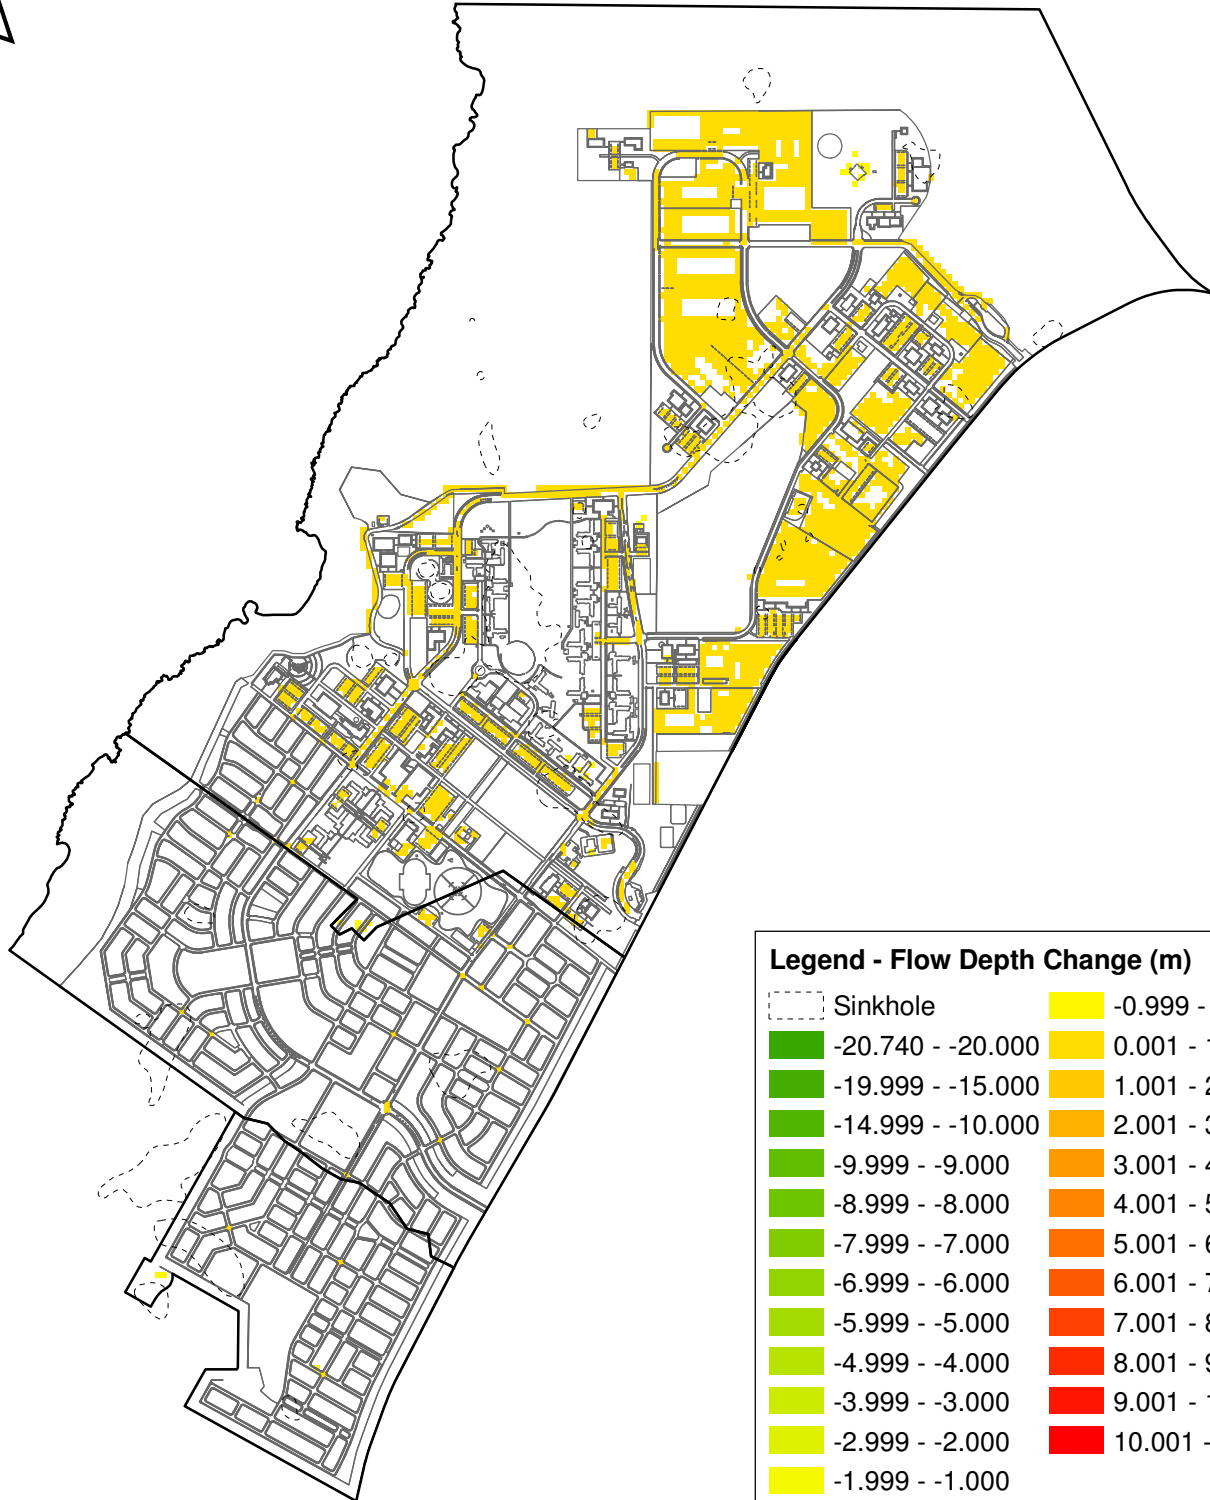 Legend - Flow Depth Change (m)
Sinkhole
-20.740 - -20.000
-19.999 - -15.000
-14.999 - -10.000
-9.999 - -9.000
-8.999 - -8.000
-7.999 - -7.000
-6.999 - -6.000
-5.999 - -5.000
-4.999 - -4.000
-3.999 - -3.000
-2.999 - -2.000
-1.999 - -1.000
-0.999 -
0.001 -
1.001 -
2.001 -
3.001 -
4.001 -
5.001 -
6.001 -
7.001 -
8.001 -
9.001 -
10.001 -